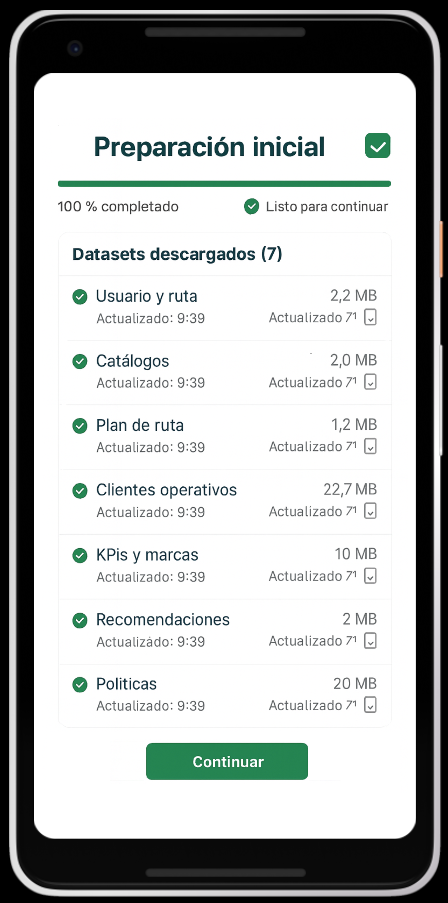 Preparación inicial
100 % completado
Listo para continuar
Datasets descargados (7)
Usuario y ruta
2,2 MB
Actualizado: 9:39
Actualizado 71
Catálogos
2,0 MB
Actualizado: 9:39
Actualizado 71
Plan de ruta
1,2 MB
Actualizado: 9:39
Actualizado 71
Clientes operativos
22,7 MB
Actualizado: 9:39
Actualizado 71
KPis y marcas
10 MB
Actualizado: 9:39
Actualizado 71
Recomendaciones
2 MB
Actualizado: 9:39
Actualizado 71
Politicas
20 MB
Actualizado: 9:39
Actualizado 71
Continuar